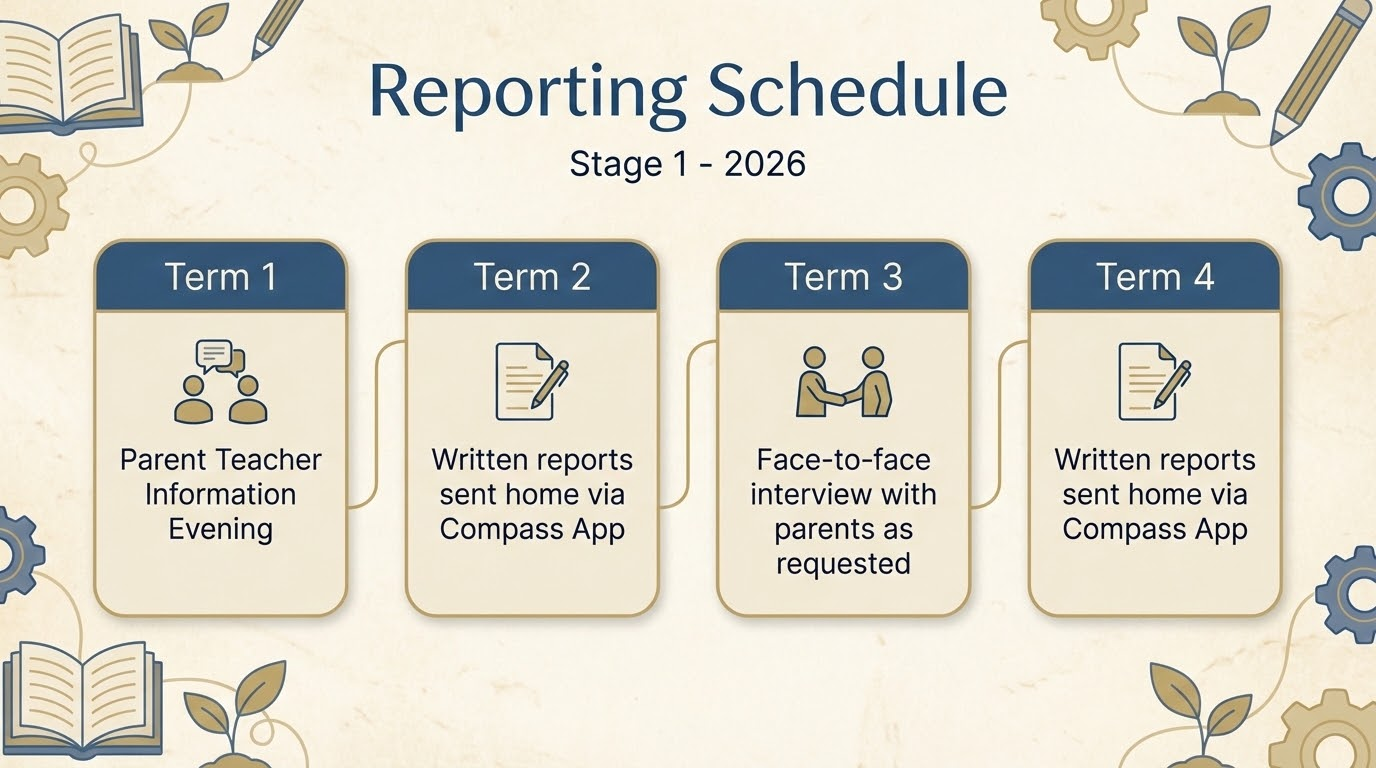 Reporting Schedule
Stage 1 - 2026
Term 1
Parent Teacher
Information
Evening
Term 2
Written reports
sent home via
Compass App
Term 3
Face-to-face
interview with
parents as
requested
Term 4
Written reports
sent home via
Compass App